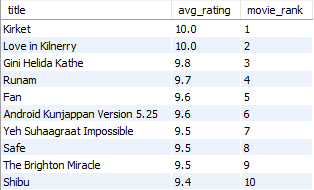 title avg_rating movie_rank
Kirket 10.0 1
Love in Kilnerry 10.0 2
Gini Helida Kathe 9.8 3
Runam 9.7 4
Fan 9.6 5
Android Kunjappan Version 5.25 9.6 6
Yeh Suhaagraat Impossible 9.5 7
Safe 9.5 8
The Brighton Miracle 9.5 9
Shibu 9.4 10